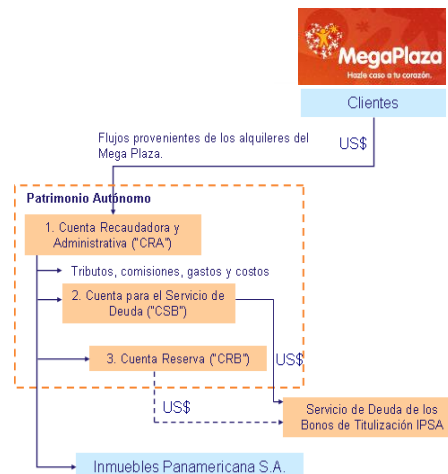 MegaPlaza
Hazle caso a tu corazón.
Clientes
Flujos provenientes de los alquileres del
Mega Plaza.
US$
Patrimonio Autónomo
1. Cuenta Recaudadora y
Administrativa ("CRA")
Tributos, comisiones, gastos y costos
2. Cuenta para el Servicio de
Deuda ("CSB")
3. Cuenta Reserva ("CRB")
US$
US$
Servicio de Deuda de los
Bonos de Titulización IPSA
Inmuebles Panamericana S.A.